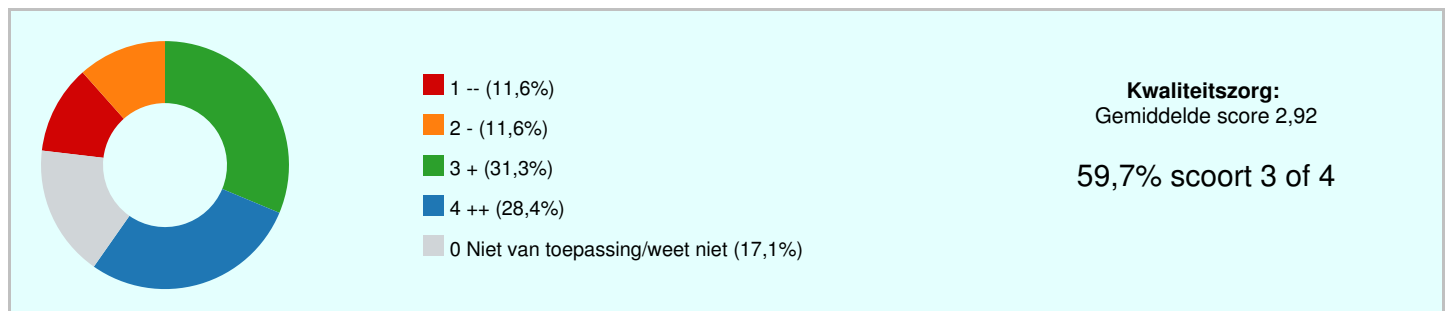 1 -- (11,6%)
2 - (11,6%)
3 + (31,3%)
4 ++ (28,4%)
0 Niet van toepassing/weet niet (17,1%)
Kwaliteitszorg:
Gemiddelde score 2,92
59,7% scoort 3 of 4